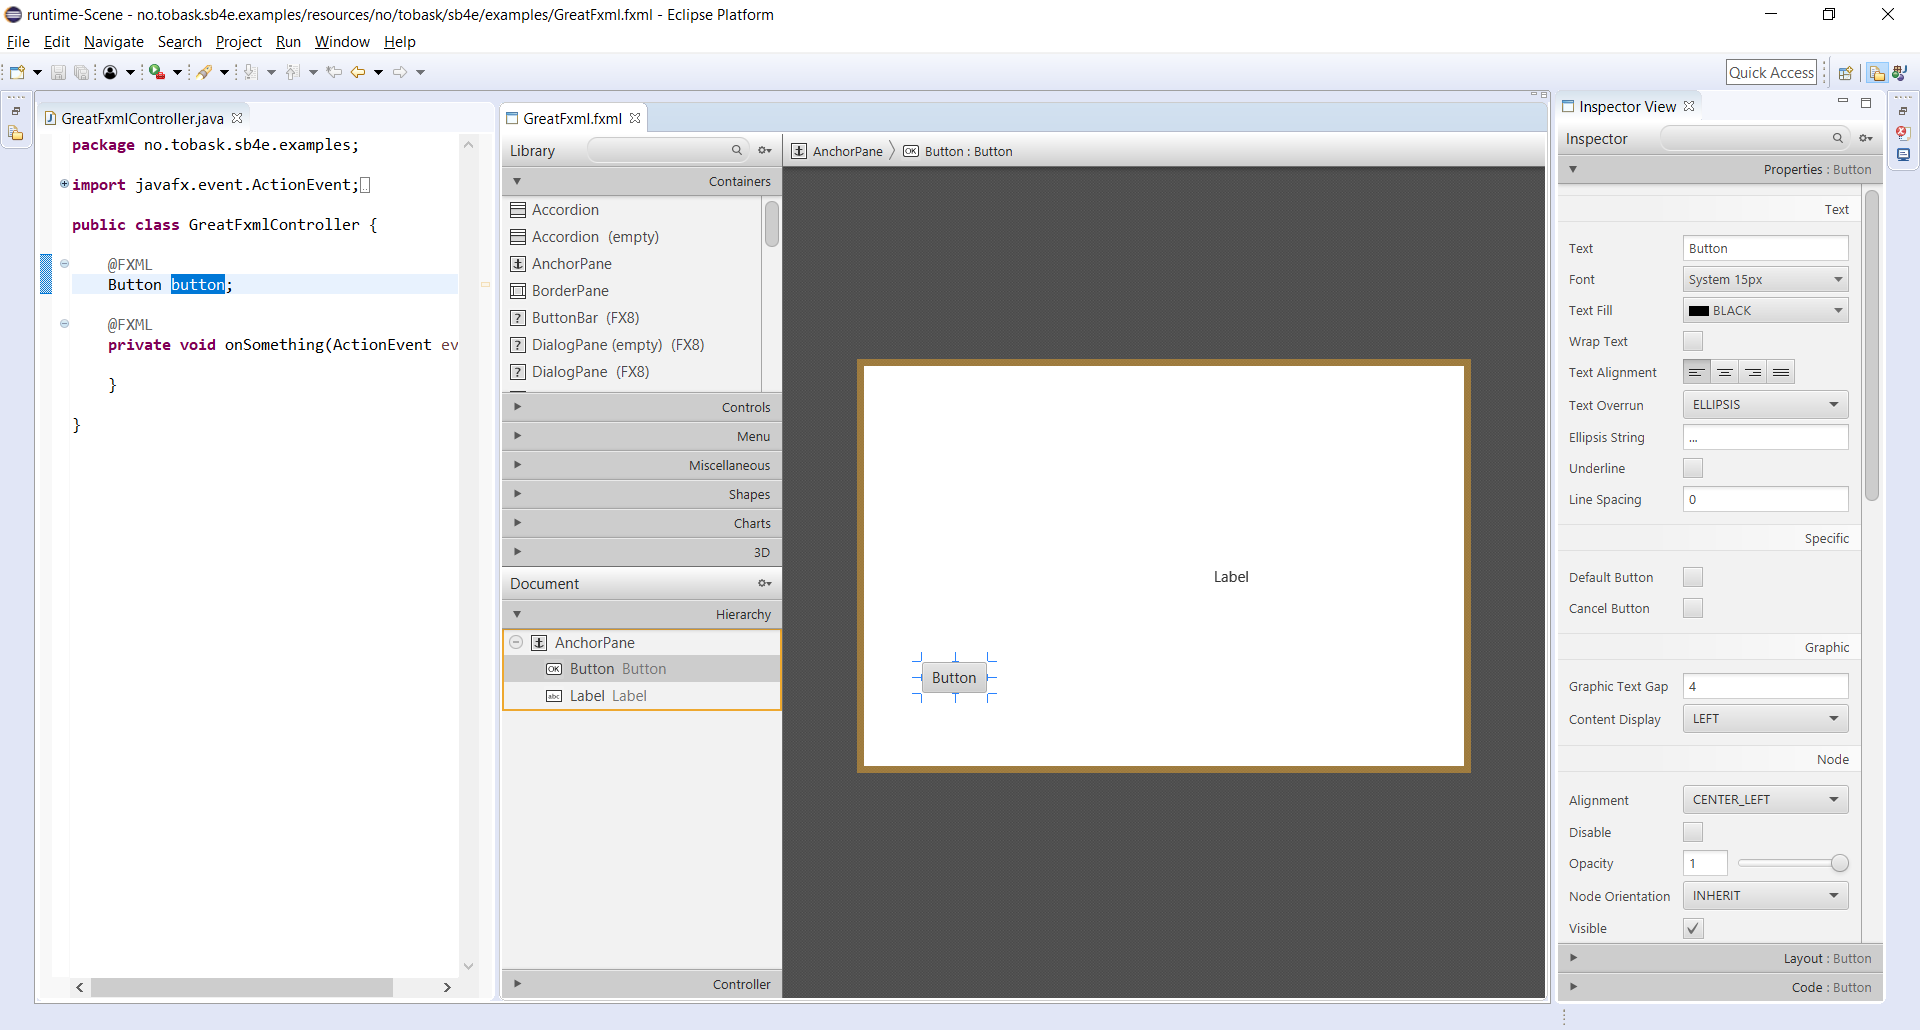 runtime-Scene - no.tobask.sb4e.examples/resources/no/tobask/sb4e/examples/GreatFxml.fxml - Eclipse Platform
File Edit Navigate Search Project Run Window Help
Quick Access
GreatFxmlController.java
package no.tobask.sb4e.examples;
import javafx.event.ActionEvent;
public class GreatFxmlController {
@FXML
Button button;
@FXML
private void onSomething(ActionEvent ev
}
}
GreatFxml.fxml
Library
Containers
Accordion
Accordion (empty)
AnchorPane
BorderPane
ButtonBar (FX8)
DialogPane (empty) (FX8)
DialogPane (FX8)
Controls
Menu
Miscellaneous
Shapes
Charts
3D
Document
Hierarchy
AnchorPane
OK Button Button
abc Label Label
Controller
AnchorPane OK Button : Button
Label
Button
Inspector View
Inspector
Properties : Button
Text
Text Button
Font System 15px
Text Fill BLACK
Wrap Text
Text Alignment
Text Overrun ELLIPSIS
Ellipsis String ...
Underline
Line Spacing 0
Specific
Default Button
Cancel Button
Graphic
Graphic Text Gap 4
Content Display LEFT
Node
Alignment CENTER_LEFT
Disable
Opacity 1
Node Orientation INHERIT
Visible
Layout : Button
Code : Button